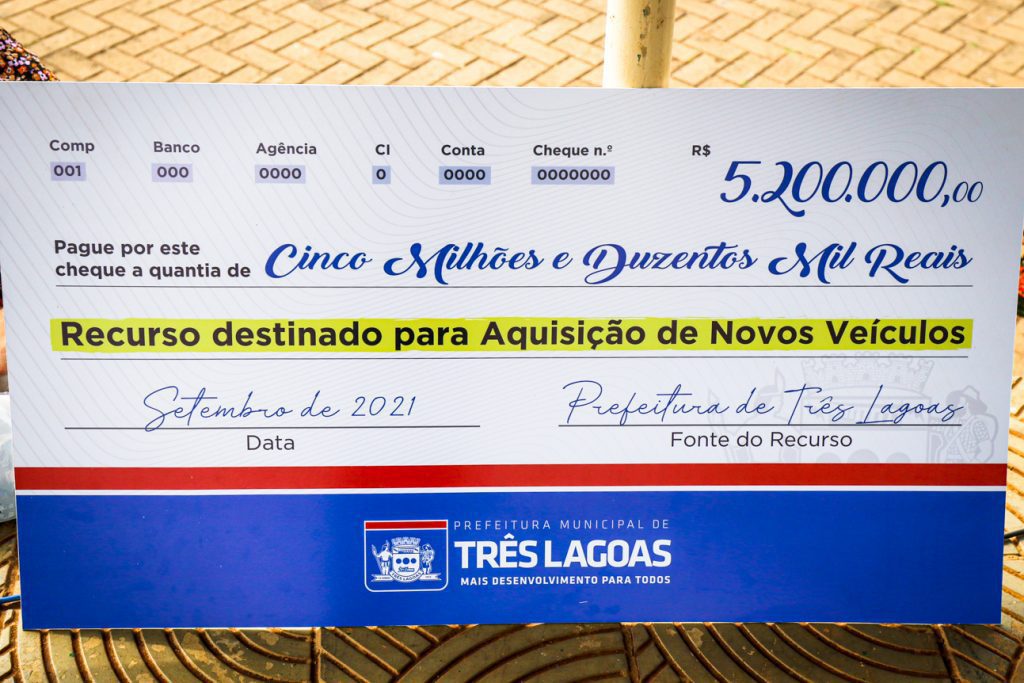 Comp Banco Agência CI Conta Cheque n.º R$
001 000 0000 0 0000 0000000 5.200.000,00
Pague por este
cheque a quantia de Cinco Milhões e Duzentos Mil Reais
Recurso destinado para Aquisição de Novos Veículos
Setembro de 2021 Prefeitura de Três Lagoas
Data Fonte do Recurso
PREFEITURA MUNICIPAL DE
TRÊS LAGOAS
MAIS DESENVOLVIMENTO PARA TODOS